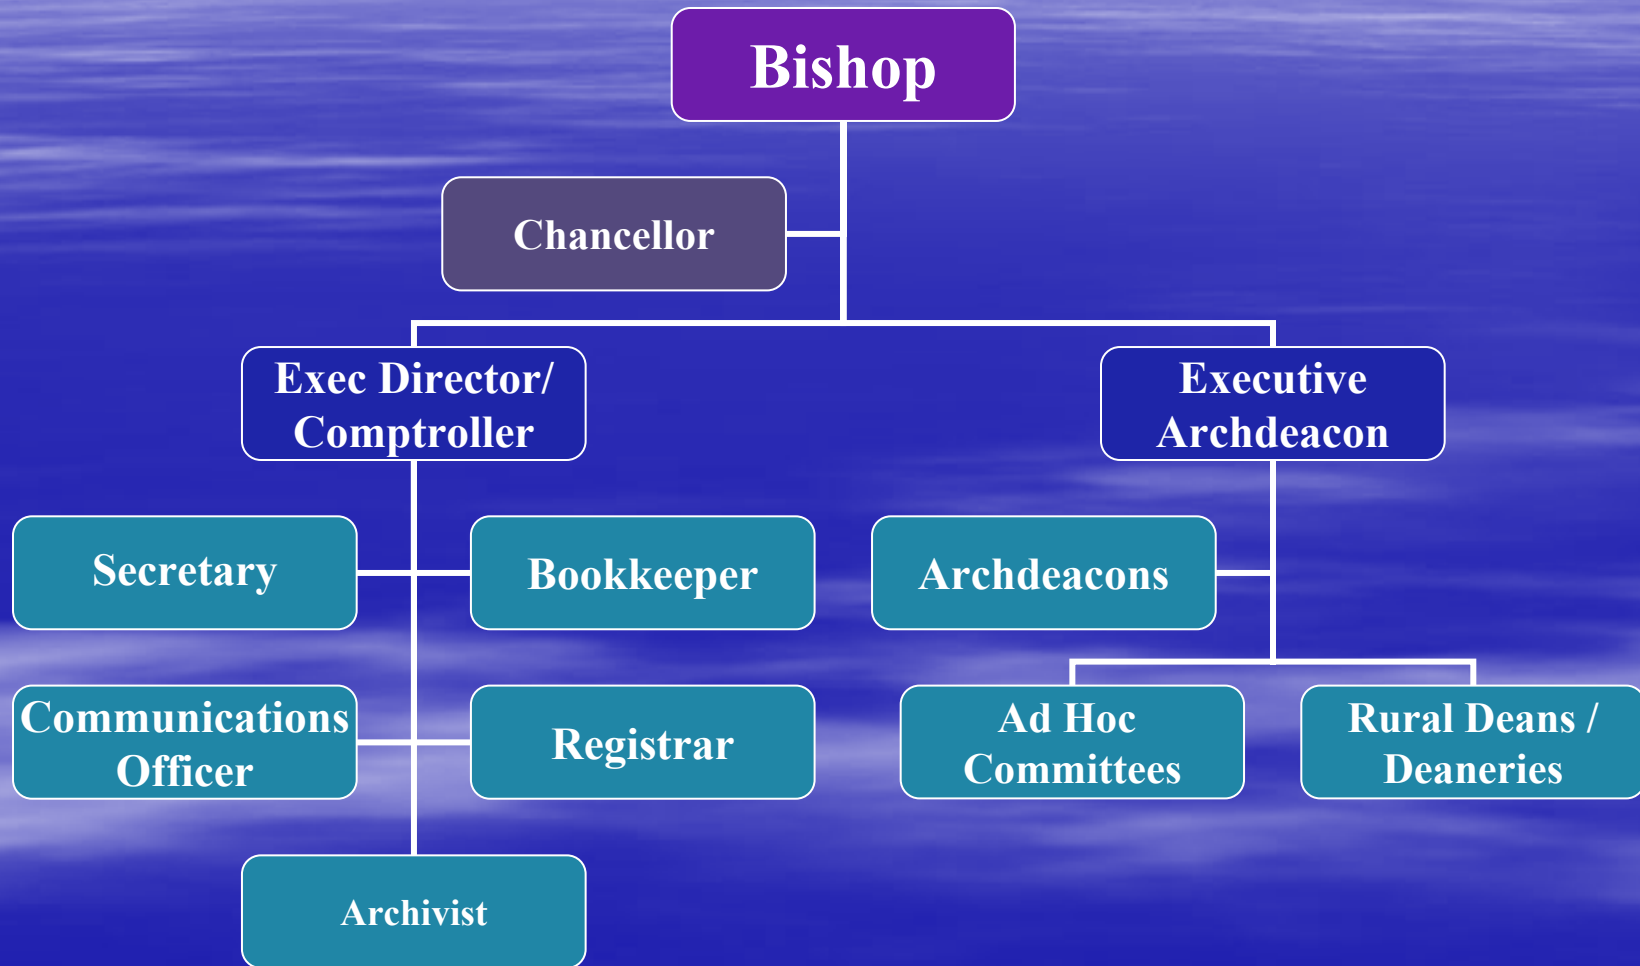 Bishop
Chancellor
Exec Director/
Comptroller
Executive
Archdeacon
Secretary
Bookkeeper
Archdeacons
Communications
Officer
Registrar
Ad Hoc
Committees
Rural Deans /
Deaneries
Archivist